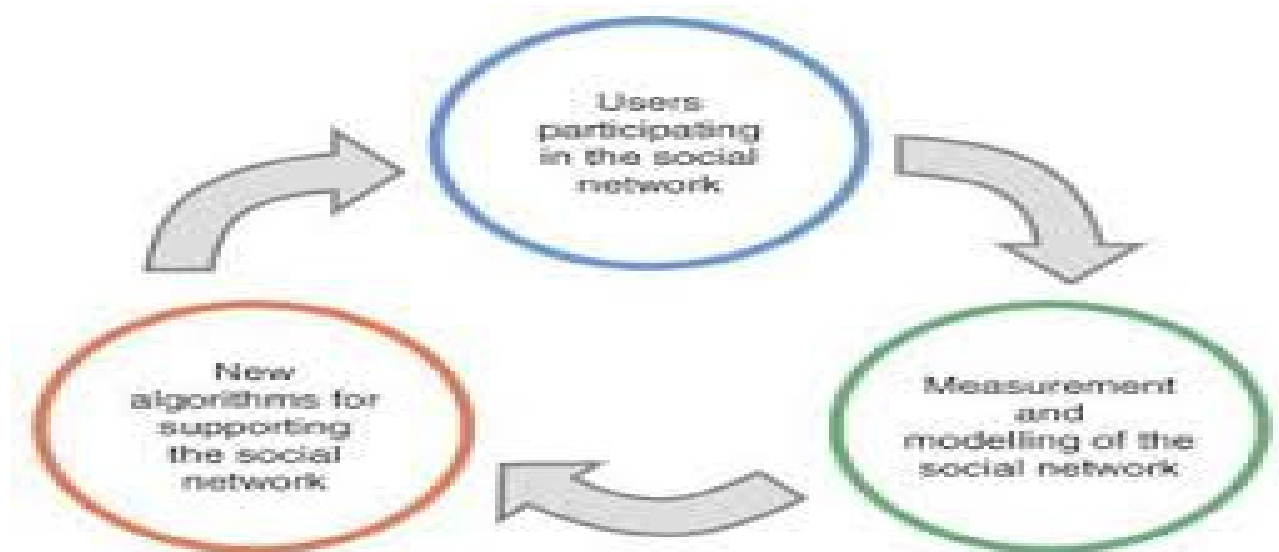 Users
participating
in the social
network
New
algorithms for
supporting
the social
network
Measurement
and
modelling of the
social network